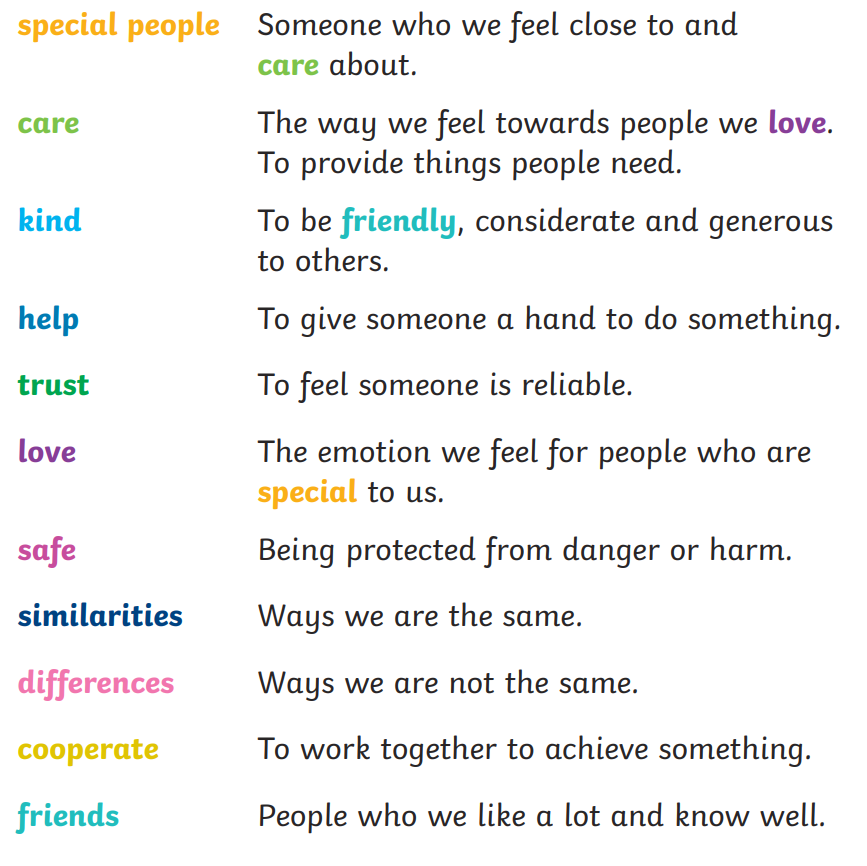 special people Someone who we feel close to and
care about.
care The way we feel towards people we love.
To provide things people need.
kind To be friendly, considerate and generous
to others.
help To give someone a hand to do something.
trust To feel someone is reliable.
love The emotion we feel for people who are
special to us.
safe Being protected from danger or harm.
similarities Ways we are the same.
differences Ways we are not the same.
cooperate To work together to achieve something.
friends People who we like a lot and know well.